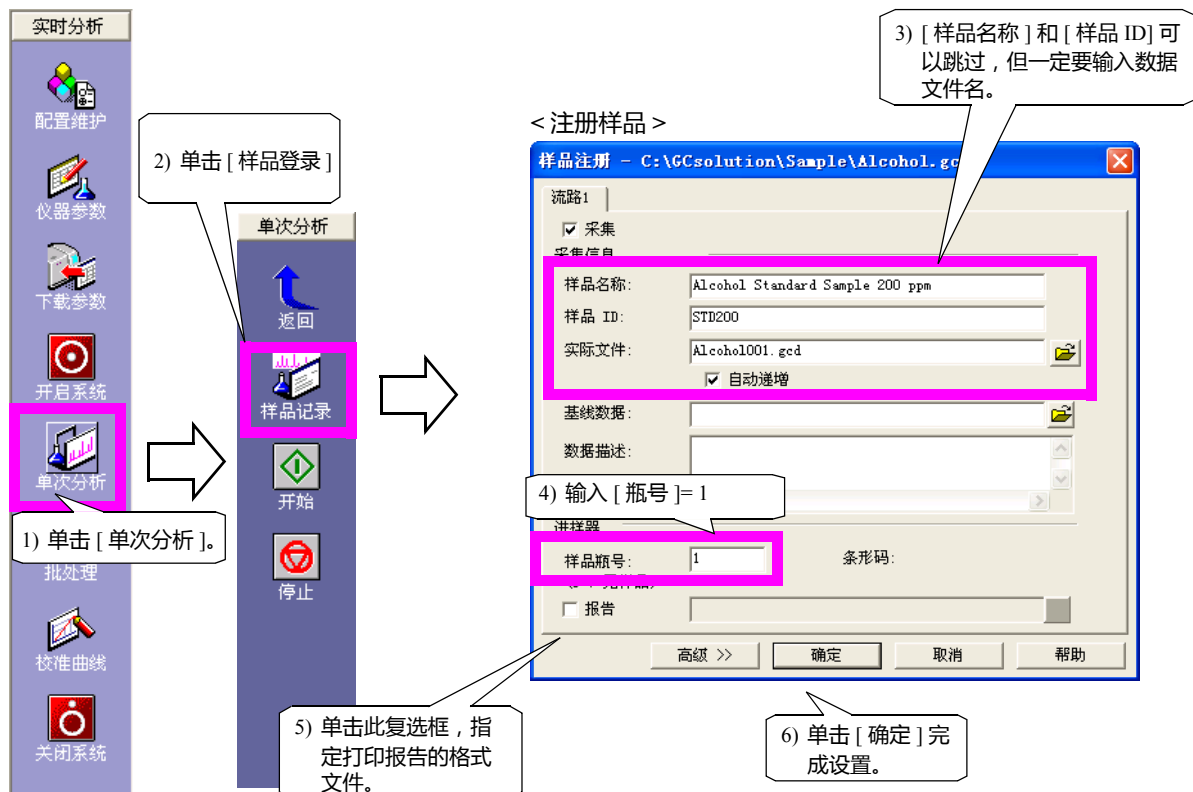 实时分析
配置维护
仪器参数
下载参数
开启系统
单次分析
1) 单击 [ 单次分析 ]。
批处理
校准曲线
关闭系统
2) 单击 [ 样品登录 ]
单次分析
返回
样品记录
开始
停止
3) [ 样品名称 ] 和 [ 样品 ID] 可
以跳过，但一定要输入数据
文件名。
< 注册样品 >
样品注册 - C:\GCsolution\Sample\Alcohol.gc
流路1
采集
采集信息
样品名称:
Alcohol Standard Sample 200 ppm
样品 ID:
STD200
实际文件:
Alcohol001.gcd
自动递增
基线数据:
数据描述:
4) 输入 [ 瓶号 ]= 1
进样器
样品瓶号:
1
条形码:
报告
高级 >>
确定
取消
帮助
5) 单击此复选框，指
定打印报告的格式
文件。
6) 单击 [ 确定 ] 完
成设置。